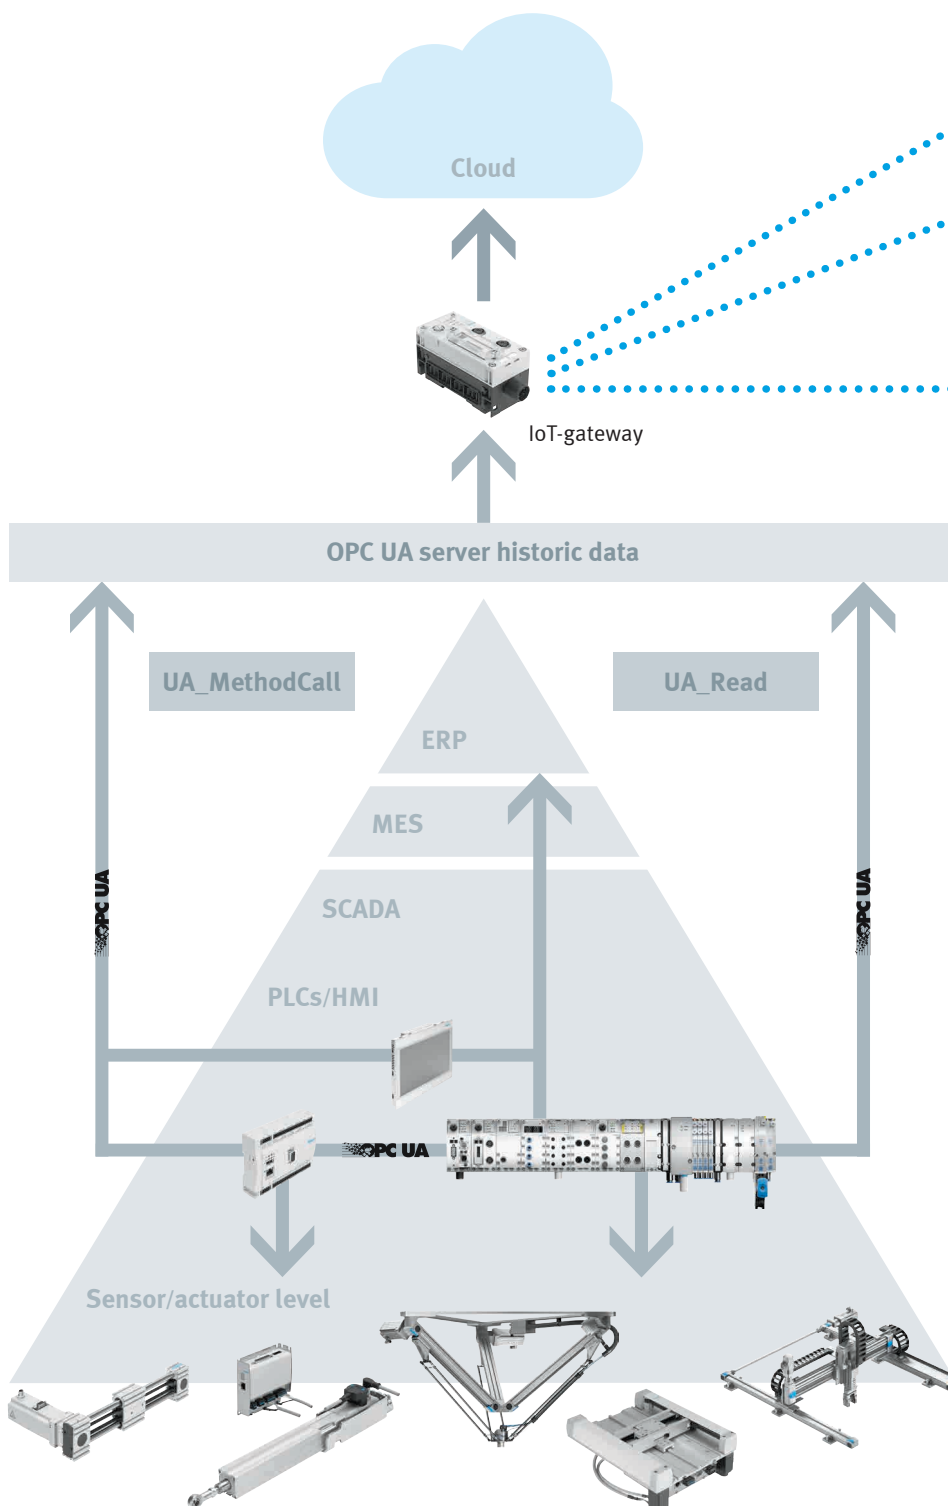 Cloud
IoT-gateway
OPC UA server historic data
UA_MethodCall
UA_Read
ERP
MES
SCADA
OPC UA
OPC UA
PLCs/HMI
OPC UA
Sensor/actuator level